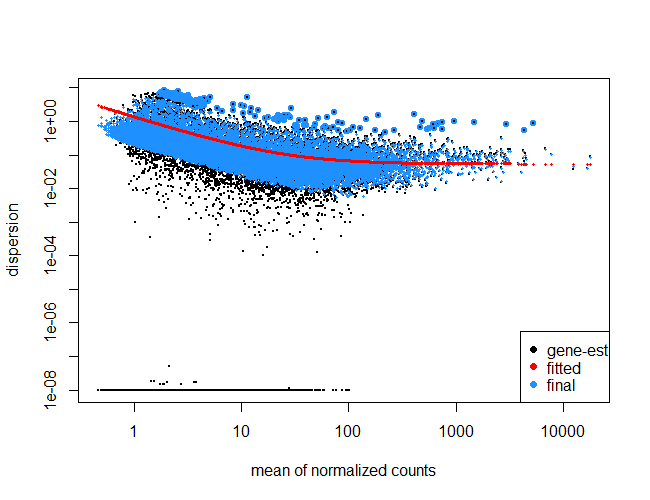 dispersion
1e+00
1e-02
1e-04
1e-06
1e-08
gene-est
fitted
final
1 10 100 1000 10000
mean of normalized counts